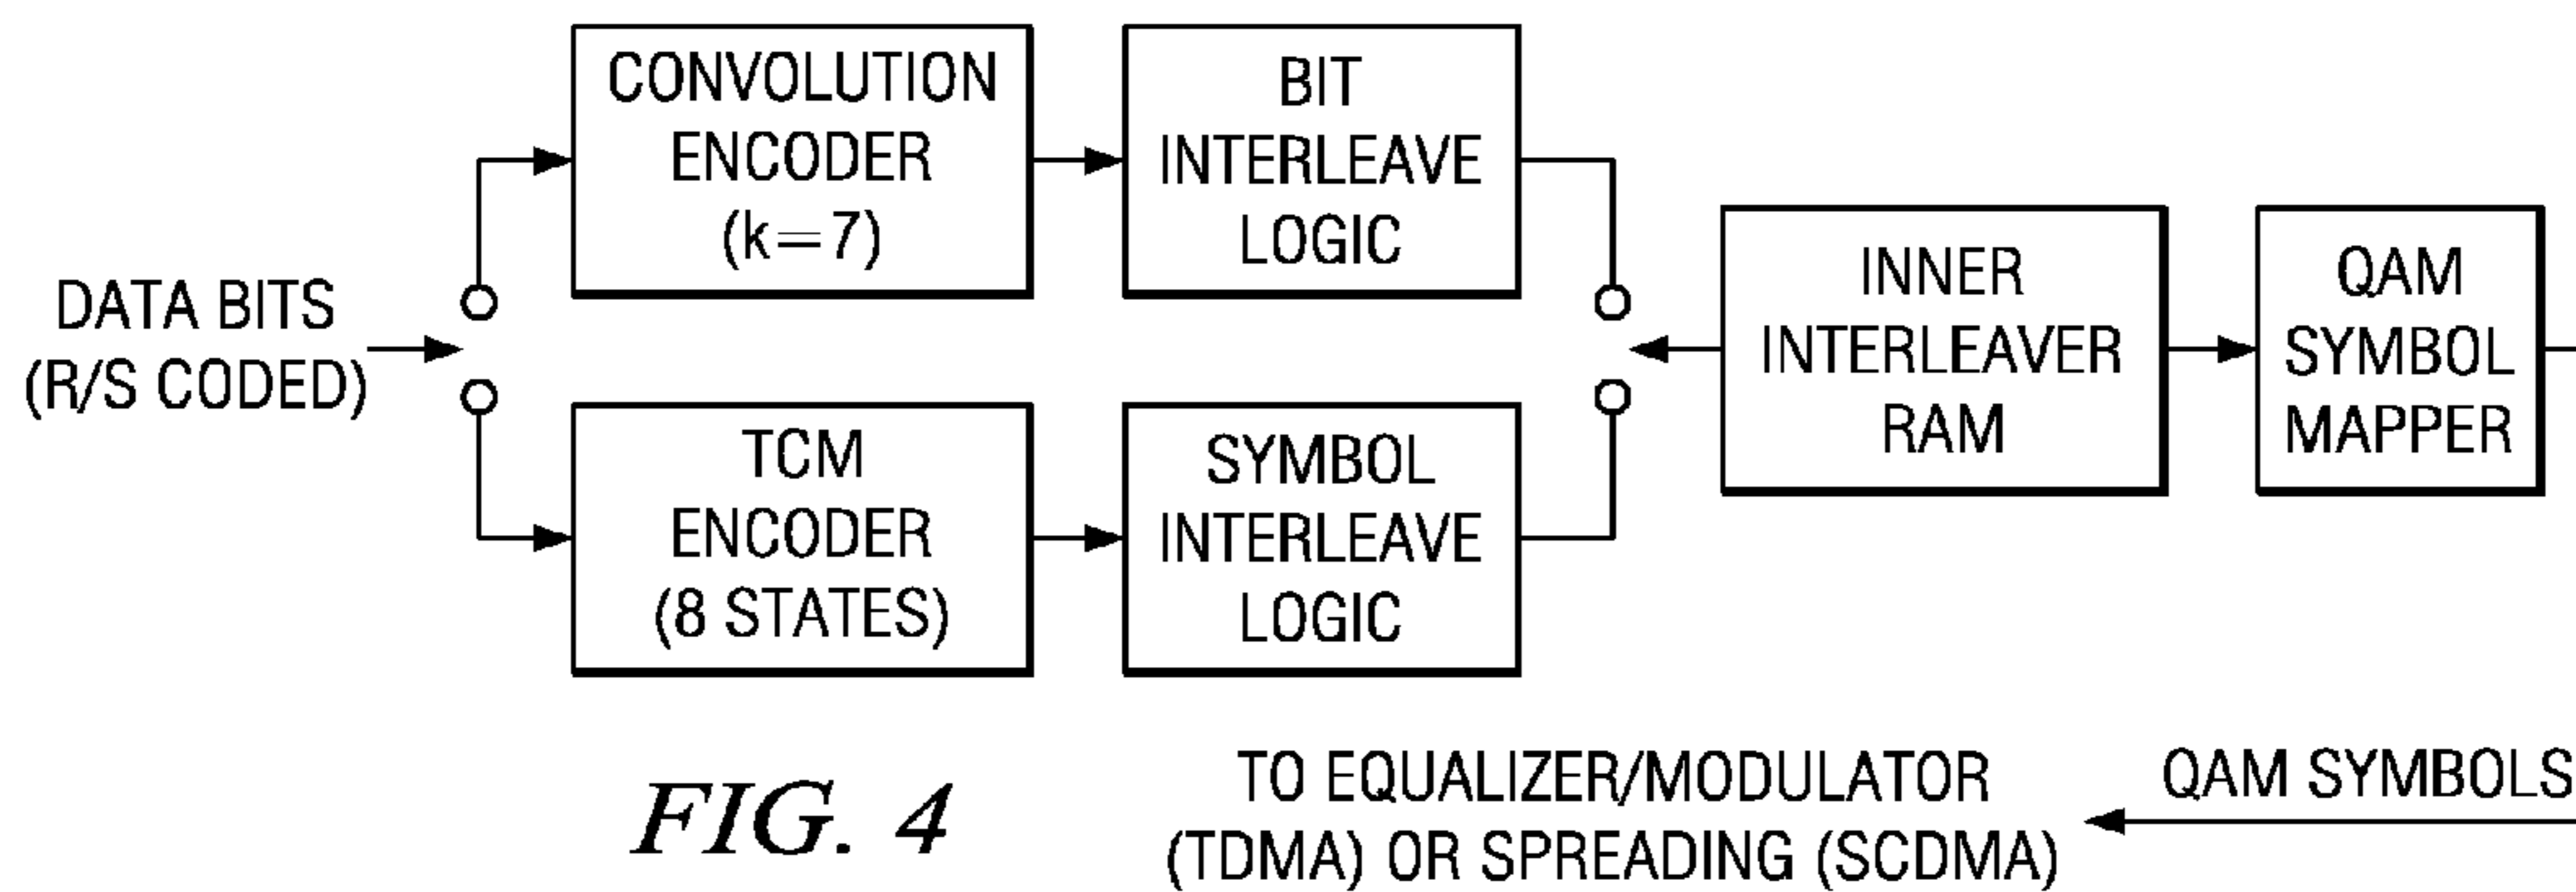 DATA BITS
(R/S CODED)
CONVOLUTION
ENCODER
(k=7)
BIT
INTERLEAVE
LOGIC
TCM
ENCODER
(8 STATES)
SYMBOL
INTERLEAVE
LOGIC
INNER
INTERLEAVER
RAM
QAM
SYMBOL
MAPPER
QAM SYMBOLS
TO EQUALIZER/MODULATOR
(TDMA) OR SPREADING (SCDMA)
FIG. 4